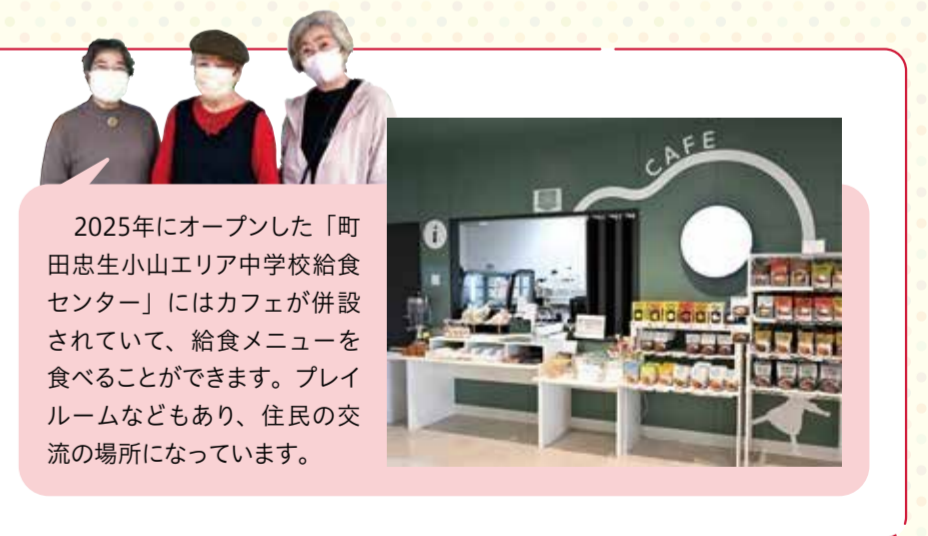 CAFE
i
2025年にオープンした「町
田忠生小山エリア中学校給食
センター」にはカフェが併設
されていて、給食メニューを
食べることができます。プレイ
ルームなどもあり、住民の交
流の場所になっています。